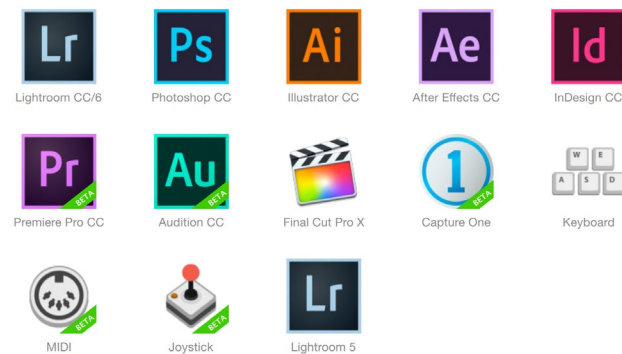 Lr Ps Ai Ae Id
Lightroom CC/6 Photoshop CC Illustrator CC After Effects CC InDesign CC
Pr BETA Au BETA 1 BETA W E A S D
Premiere Pro CC Audition CC Final Cut Pro X Capture One Keyboard
BETA BETA Lr
MIDI Joystick Lightroom 5